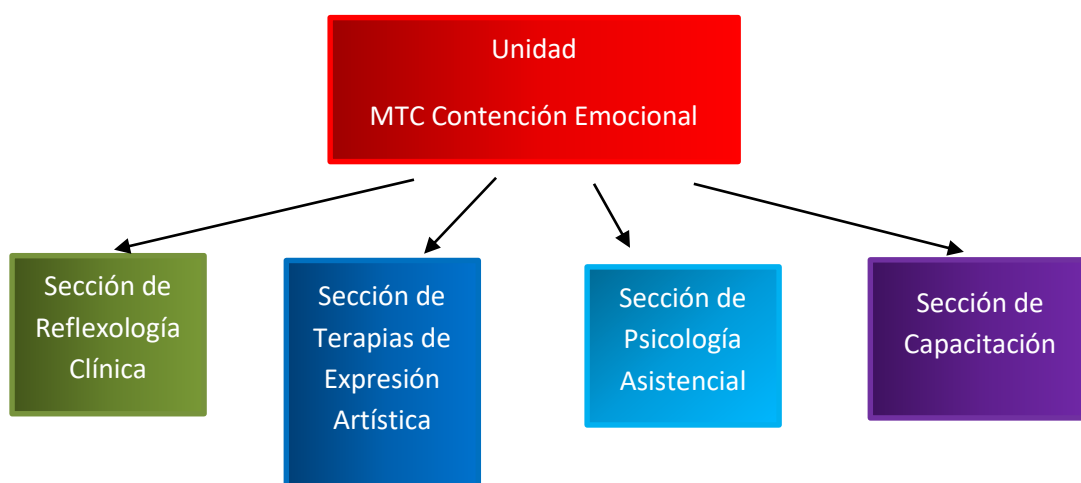 Unidad
MTC Contención Emocional
Sección de
Reflexología
Clínica
Sección de
Terapias de
Expresión
Artística
Sección de
Psicología
Asistencial
Sección de
Capacitación